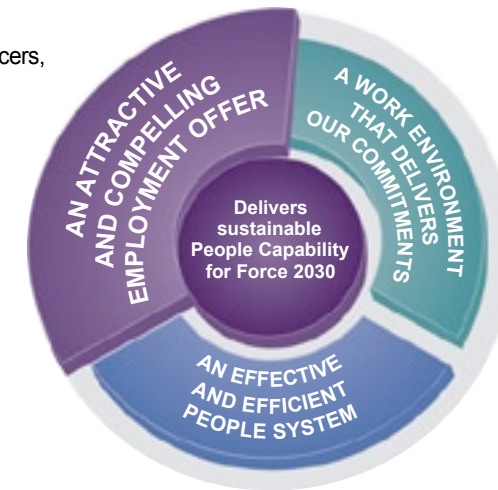 cers,
AN ATTRACTIVE
AND COMPELLING
EMPLOYMENT OFFER
A WORK ENVIRONMENT
THAT DELIVERS
OUR COMMITMENTS
Delivers
sustainable
People Capability
for Force 2030
AN EFFECTIVE
AND EFFICIENT
PEOPLE SYSTEM